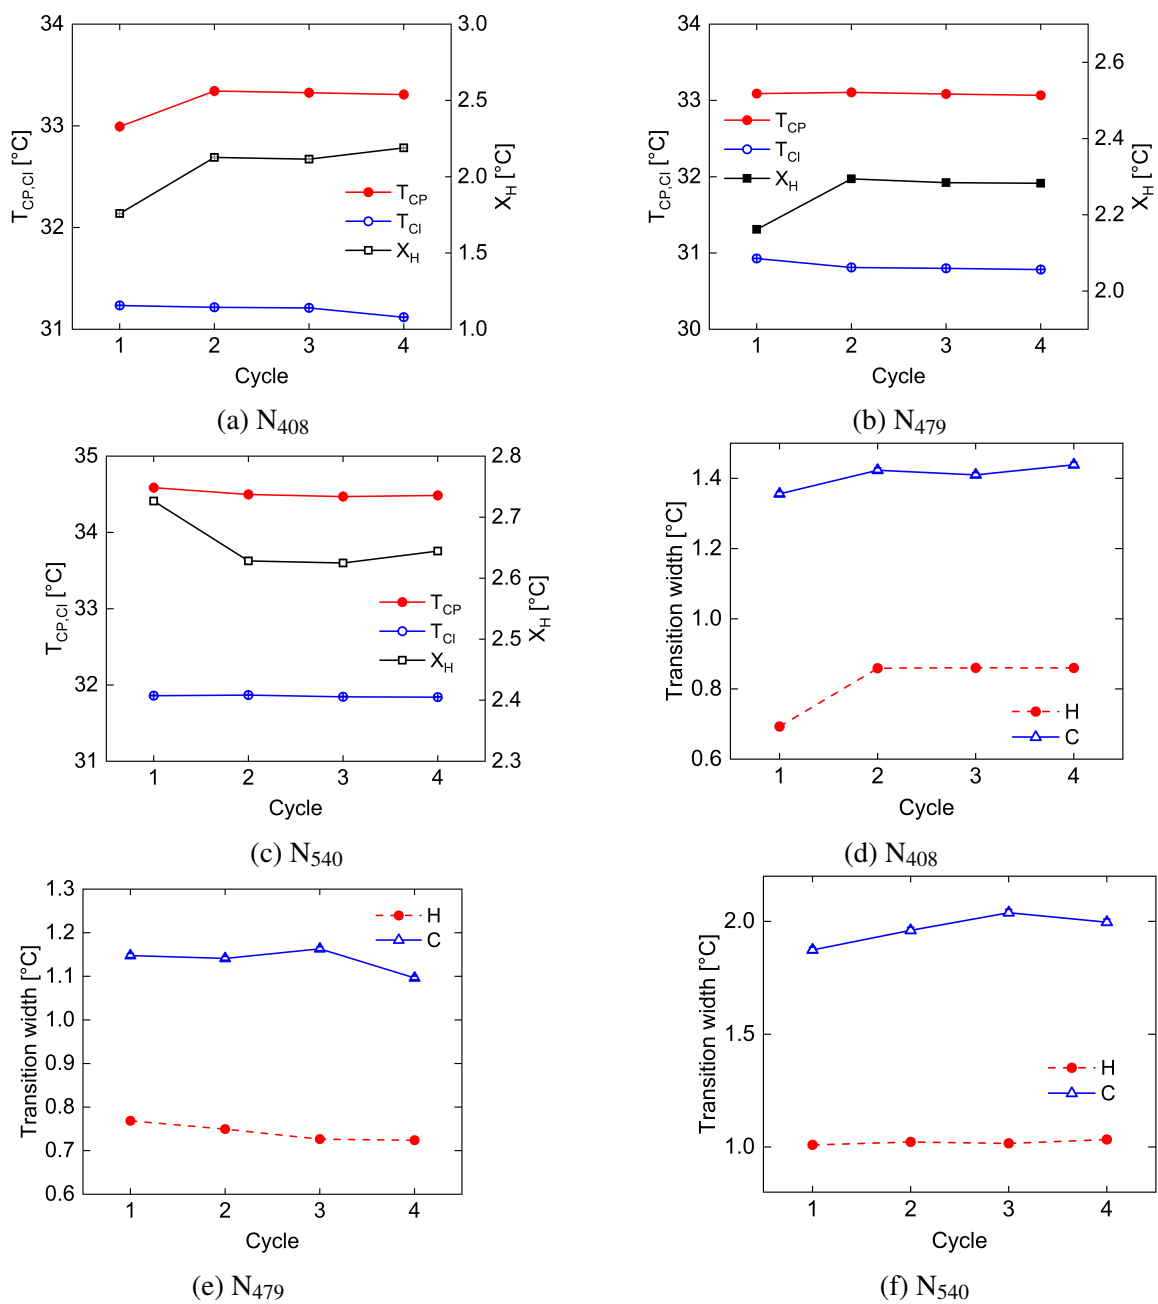 34
33
32
31
T_CP,CI [°C]
3.0
2.5
2.0
1.5
1.0
X_H [°C]
T_CP
T_CI
X_H
1 2 3 4
Cycle
(a) N_408
34
33
32
31
30
T_CP,CI [°C]
2.6
2.4
2.2
2.0
X_H [°C]
T_CP
T_CI
X_H
1 2 3 4
Cycle
(b) N_479
35
34
33
32
31
T_CP,CI [°C]
2.8
2.7
2.6
2.5
2.4
2.3
X_H [°C]
T_CP
T_CI
X_H
1 2 3 4
Cycle
(c) N_540
1.4
1.2
1.0
0.8
0.6
Transition width [°C]
H
C
1 2 3 4
Cycle
(d) N_408
1.3
1.2
1.1
1.0
0.9
0.8
0.7
0.6
Transition width [°C]
H
C
1 2 3 4
Cycle
(e) N_479
2.0
1.5
1.0
Transition width [°C]
H
C
1 2 3 4
Cycle
(f) N_540